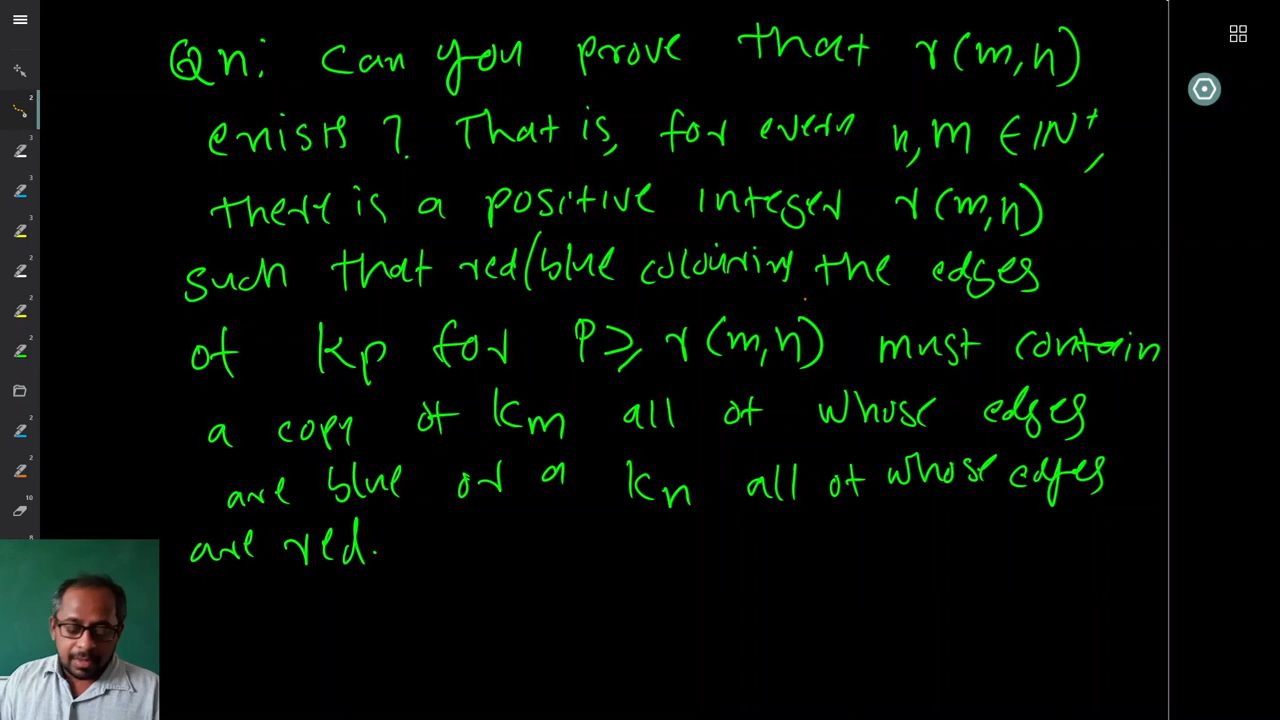 Qn: Can you prove that r(m,n)
exists? That is, for every n, m ∈ IN⁺,
there is a positive integer r(m,n)
such that red/blue colouring the edges
of Kp for P ≥ r(m,n) must contain
a copy of Km all of whose edges
are blue or a Kn all of whose edges
are red.